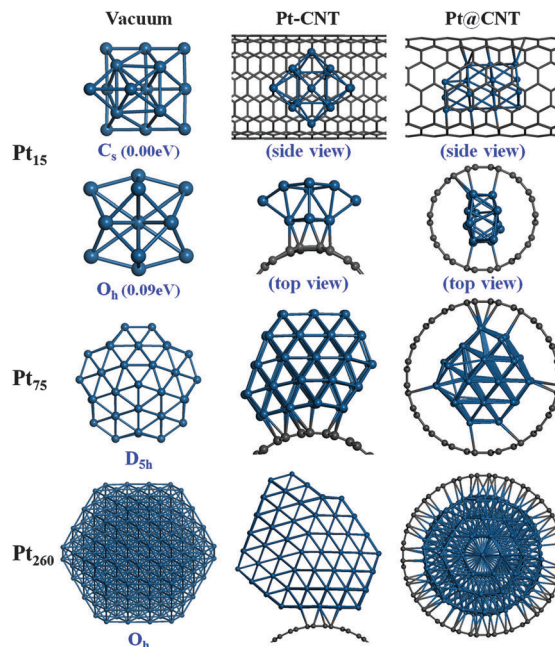 Vacuum Pt-CNT Pt@CNT
Pt₁₅
Cₛ (0.00eV) (side view) (side view)
Oₕ (0.09eV) (top view) (top view)
Pt₇₅
D₅ₕ
Pt₂₆₀
Oₕ